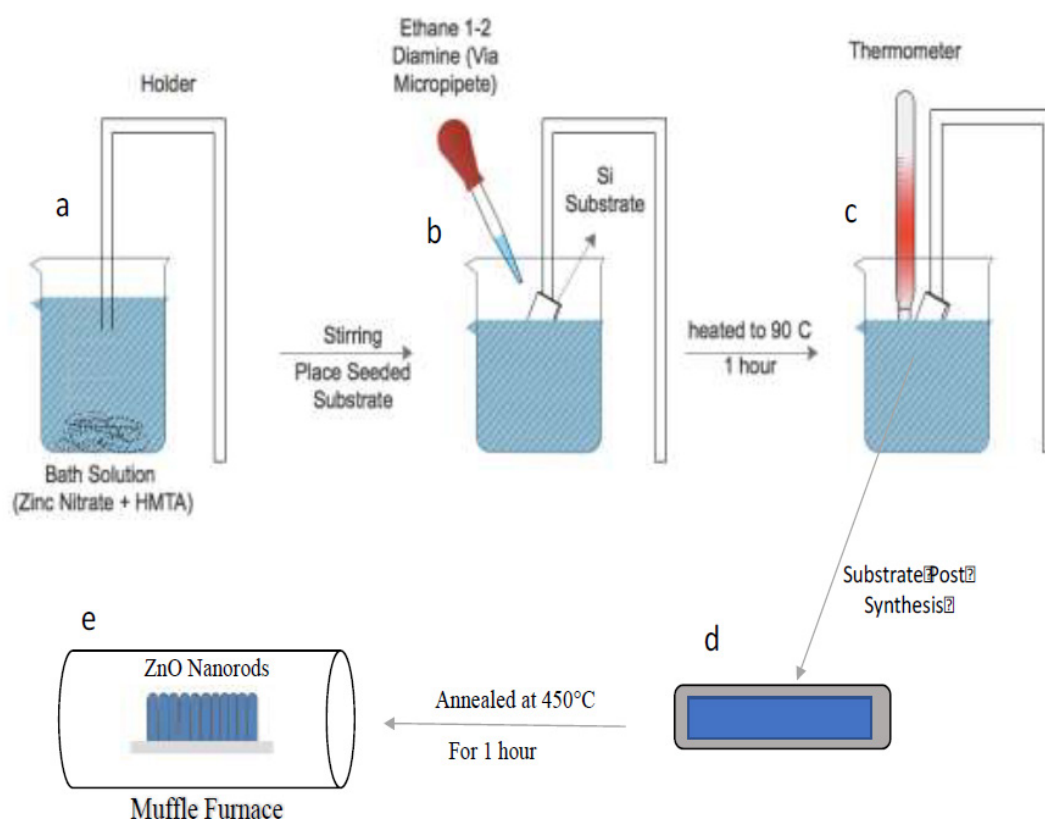 Holder
a
Bath Solution
(Zinc Nitrate + HMTA)
Stirring
Place Seeded
Substrate
Ethane 1-2
Diamine (Via
Micropipete)
b
Si
Substrate
heated to 90 C
1 hour
Thermometer
c
Substrate Post
Synthesis
d
Annealed at 450°C
For 1 hour
e
ZnO Nanorods
Muffle Furnace